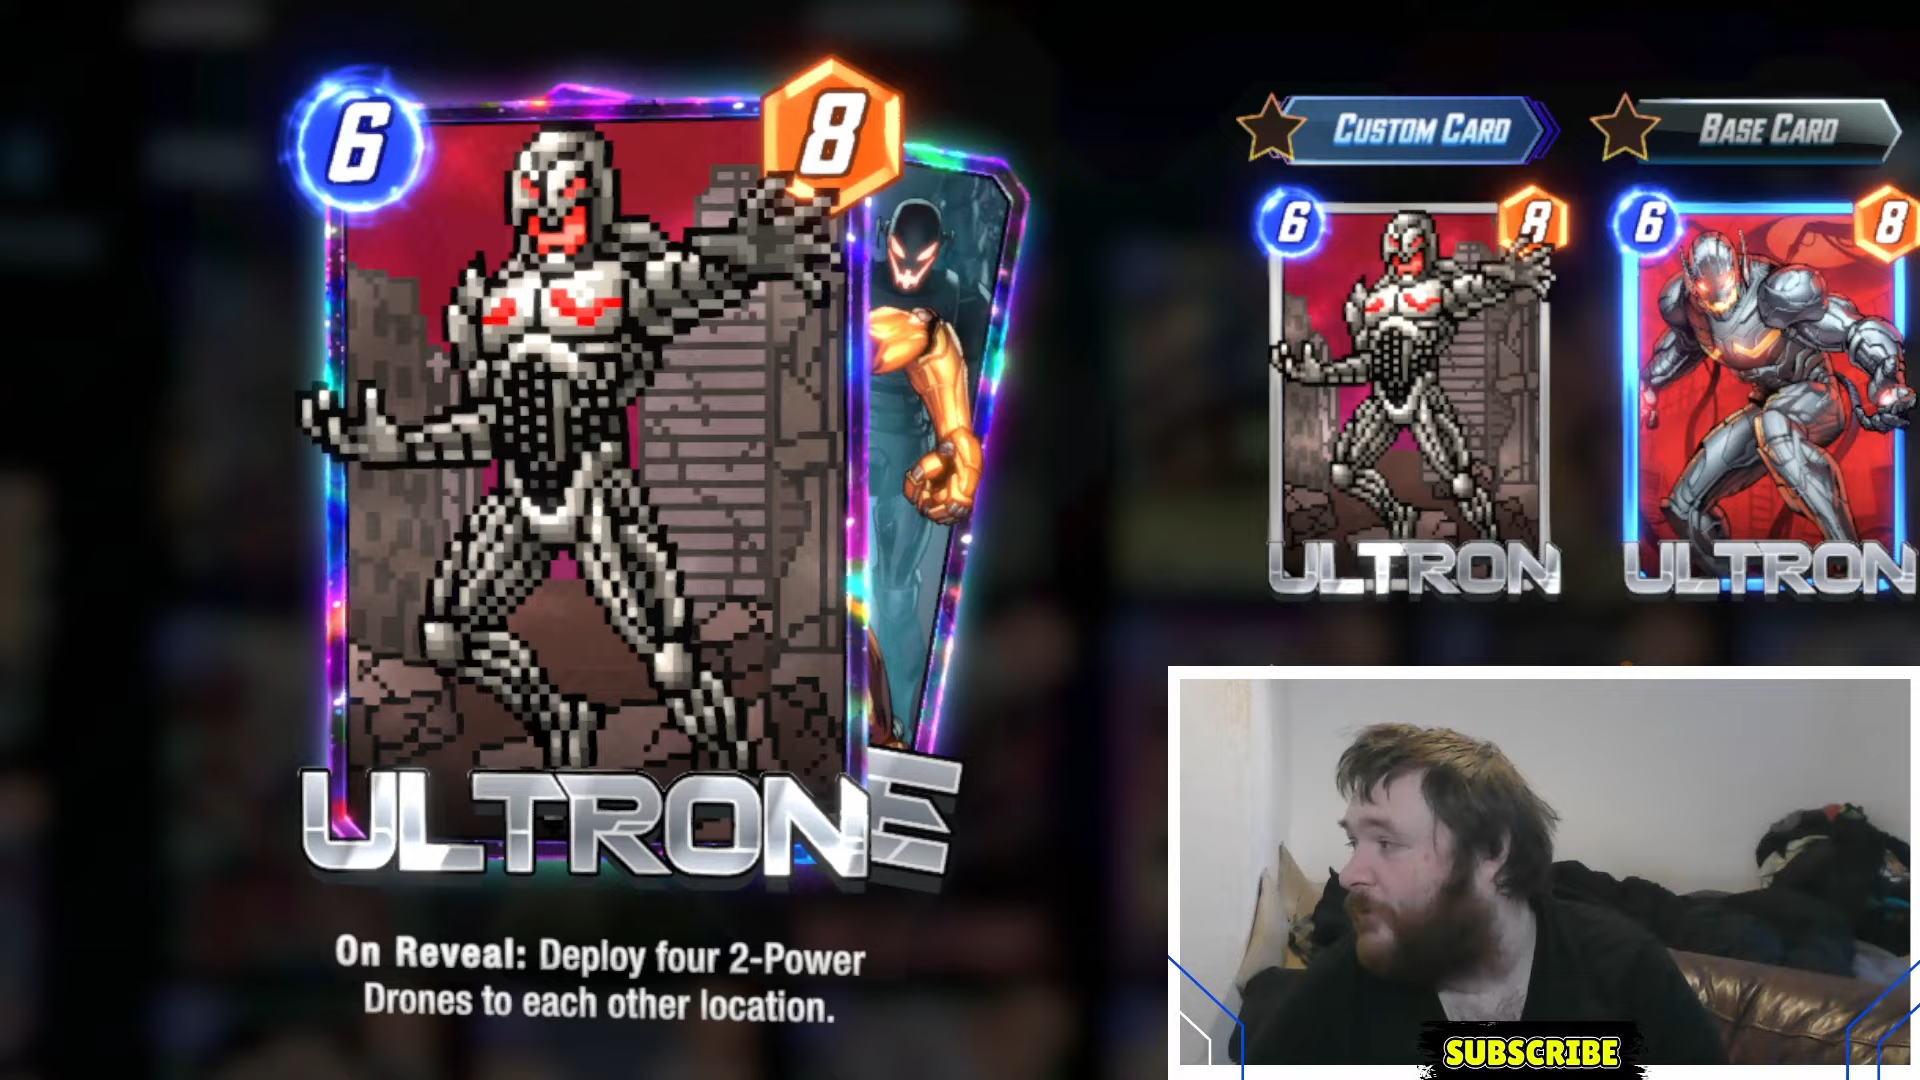 6
8
CUSTOM CARD
BASE CARD
6
8
6
8
ULTRON
ULTRON
ULTRON
E
On Reveal: Deploy four 2-Power
Drones to each other location.
SUBSCRIBE